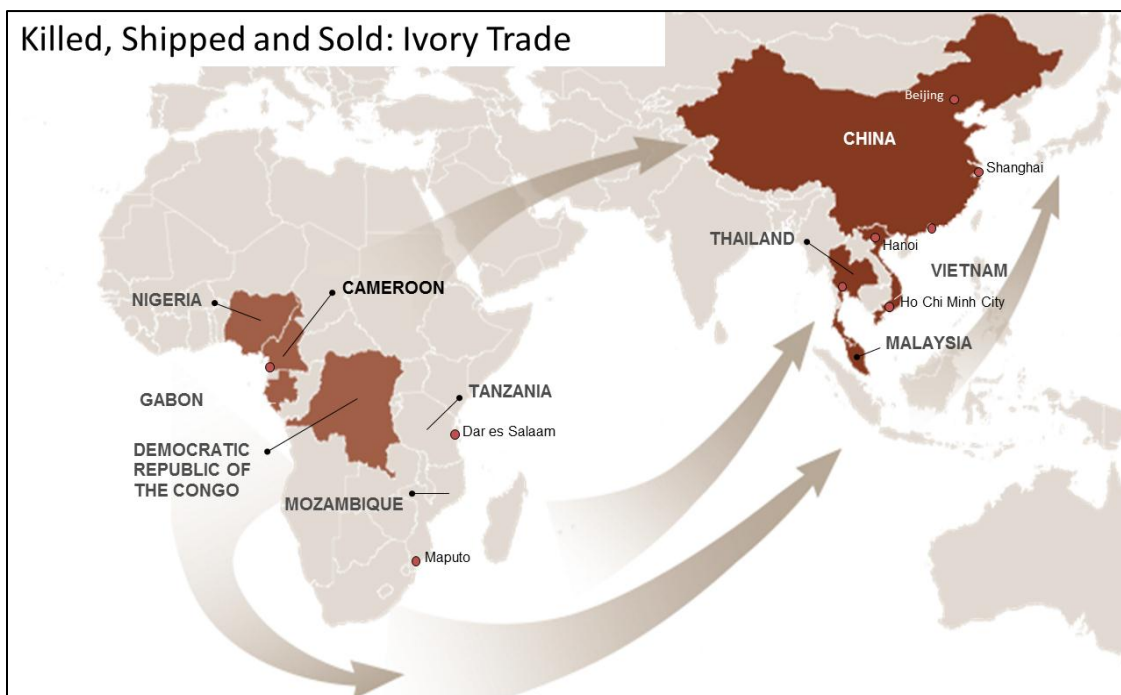 Killed, Shipped and Sold: Ivory Trade
Beijing
CHINA
Shanghai
THAILAND
Hanoi
VIETNAM
CAMEROON
NIGERIA
Ho Chi Minh City
MALAYSIA
GABON
TANZANIA
Dar es Salaam
DEMOCRATIC
REPUBLIC OF
THE CONGO
MOZAMBIQUE
Maputo